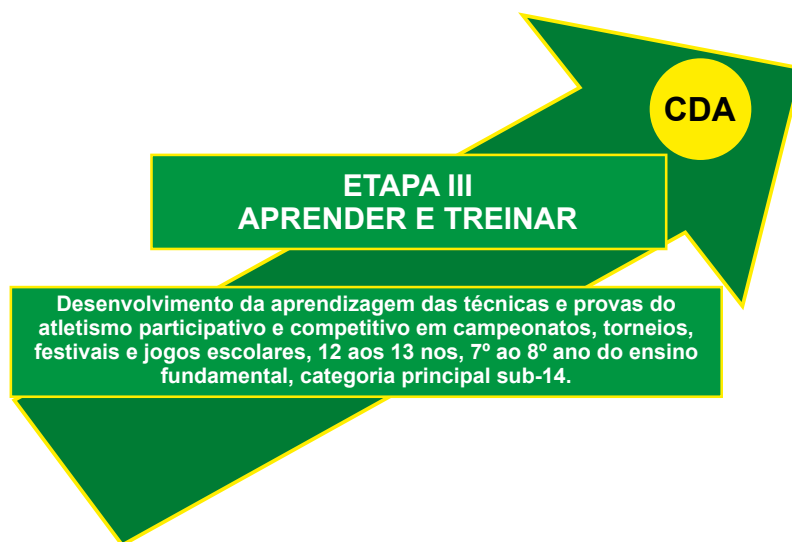 CDA
ETAPA III
APRENDER E TREINAR
Desenvolvimento da aprendizagem das técnicas e provas do
atletismo participativo e competitivo em campeonatos, torneios,
festivais e jogos escolares, 12 aos 13 nos, 7º ao 8º ano do ensino
fundamental, categoria principal sub-14.